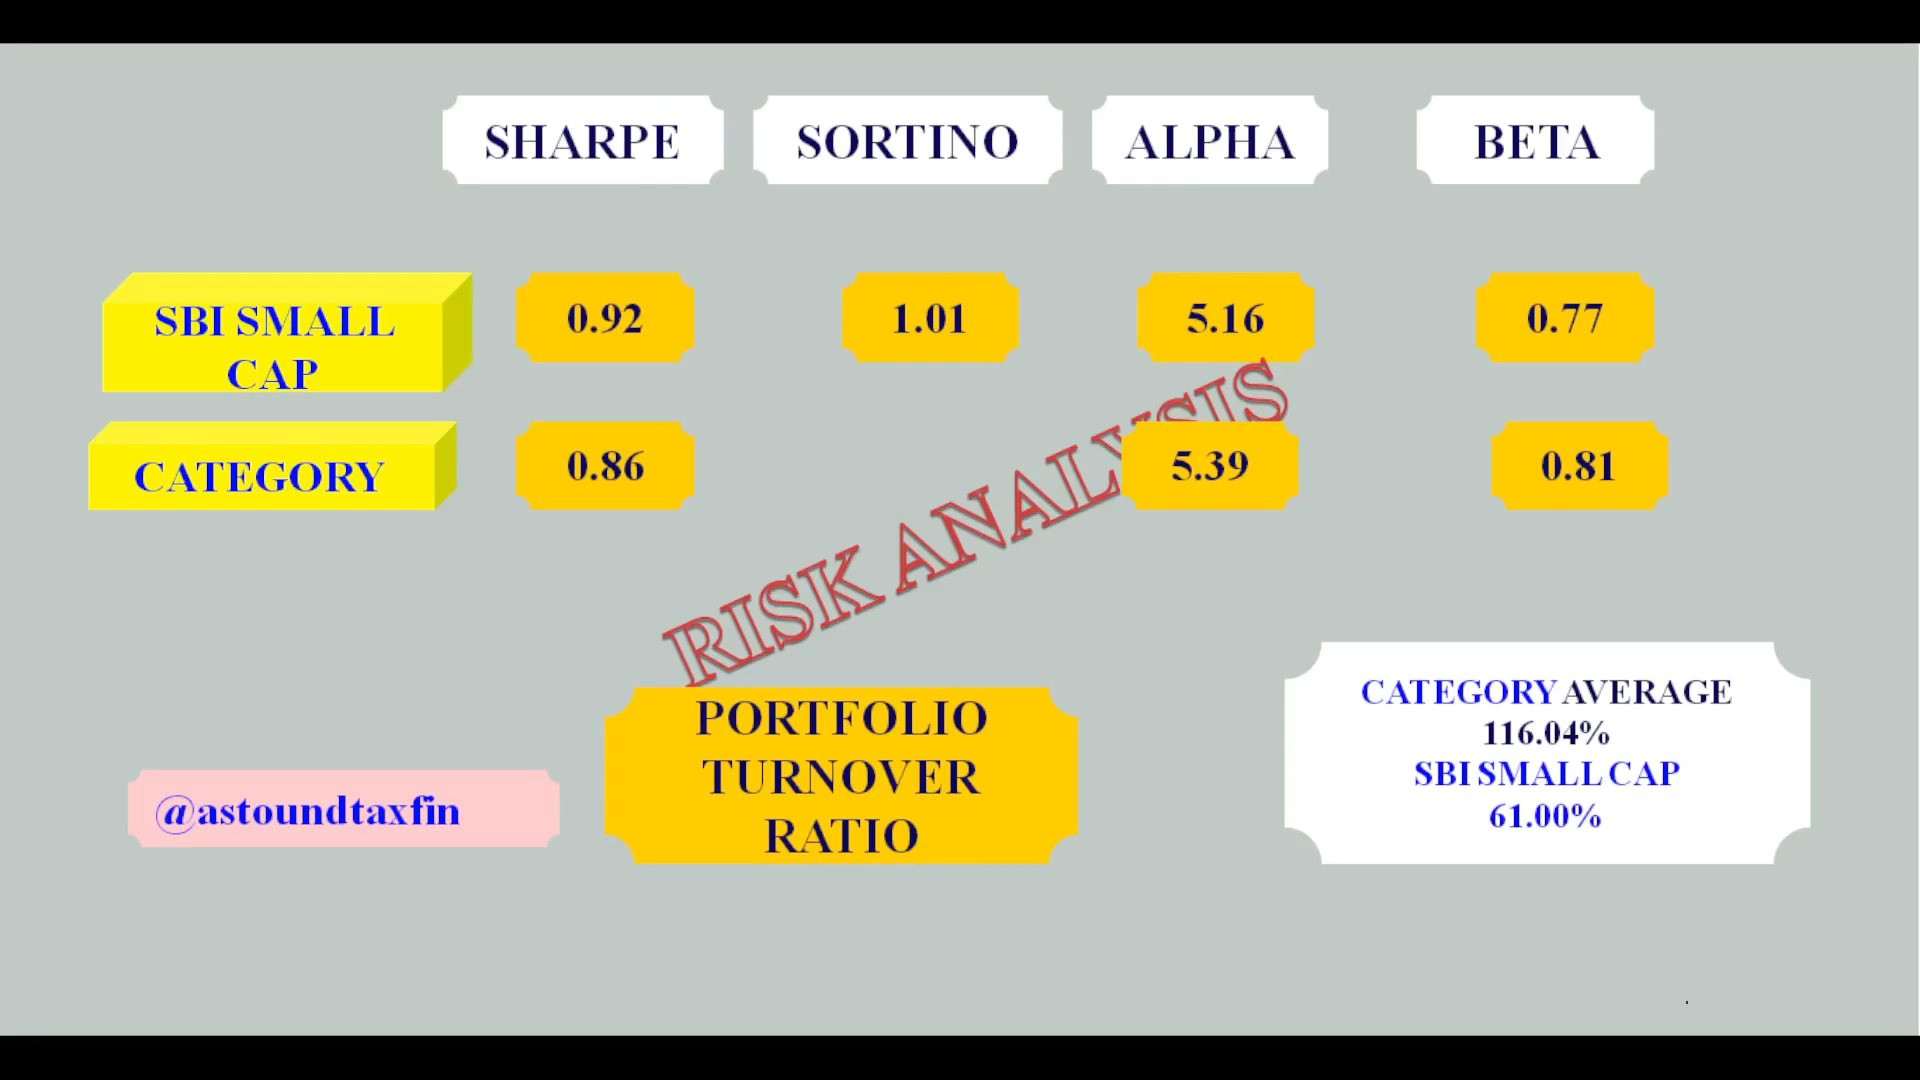 SHARPE SORTINO ALPHA BETA
SBI SMALL
CAP
0.92 1.01 5.16 0.77
CATEGORY 0.86 5.39 0.81
RISK ANALYSIS
PORTFOLIO
TURNOVER
RATIO
CATEGORY AVERAGE
116.04%
SBI SMALL CAP
61.00%
@astoundtaxfin